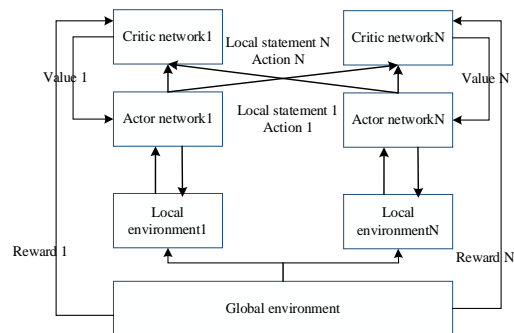 Critic network1
Local statement N
Action N
Critic networkN
Value 1
Value N
Actor network1
Local statement 1
Action 1
Actor networkN
Local
environment1
Local
environmentN
Reward 1
Reward N
Global environment